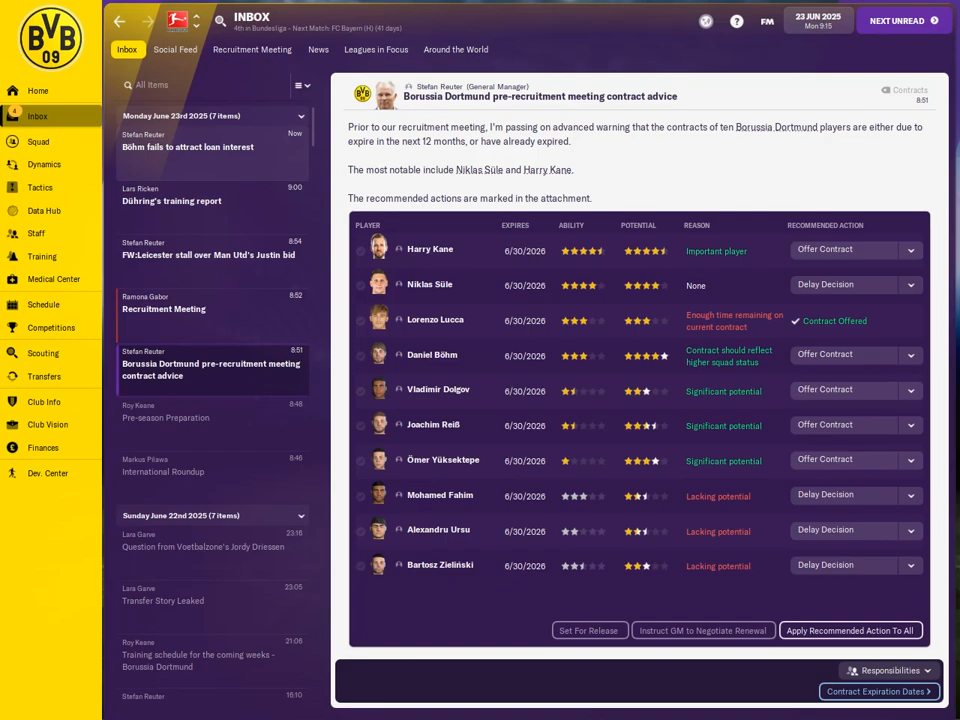 BVB
09
INBOX
4th in Bundesliga - Next Match: FC Bayern (H) (41 days)
?
FM
23 JUN 2025
Mon 9:15
NEXT UNREAD
Inbox
Social Feed
Recruitment Meeting
News
Leagues in Focus
Around the World
Home
4
Inbox
Squad
Dynamics
Tactics
Data Hub
Staff
Training
Medical Center
Schedule
Competitions
Scouting
Transfers
Club Info
Club Vision
Finances
Dev. Center
All Items
Monday June 23rd 2025 (7 items)
Stefan Reuter Now
Böhm fails to attract loan interest
Lars Ricken 9:00
Dühring's training report
Stefan Reuter 8:54
FW:Leicester stall over Man Utd's Justin bid
Ramona Gabor 8:52
Recruitment Meeting
Stefan Reuter 8:51
Borussia Dortmund pre-recruitment meeting
contract advice
Roy Keane 8:48
Pre-season Preparation
Markus Pilawa 8:46
International Roundup
Sunday June 22nd 2025 (7 items)
Lara Garve 23:16
Question from Voetbalzone's Jordy Driessen
Lara Garve 23:05
Transfer Story Leaked
Roy Keane 21:06
Training schedule for the coming weeks -
Borussia Dortmund
Stefan Reuter 16:10
Stefan Reuter (General Manager)
Borussia Dortmund pre-recruitment meeting contract advice
Contracts
8:51
Prior to our recruitment meeting, I'm passing on advanced warning that the contracts of ten Borussia Dortmund players are either due to
expire in the next 12 months, or have already expired.
The most notable include Niklas Süle and Harry Kane.
The recommended actions are marked in the attachment.
PLAYER EXPIRES ABILITY POTENTIAL REASON RECOMMENDED ACTION
Harry Kane 6/30/2026 Important player Offer Contract
Niklas Süle 6/30/2026 None Delay Decision
Lorenzo Lucca 6/30/2026 Enough time remaining on
current contract Contract Offered
Daniel Böhm 6/30/2026 Contract should reflect
higher squad status Offer Contract
Vladimir Dolgov 6/30/2026 Significant potential Offer Contract
Joachim Reiß 6/30/2026 Significant potential Offer Contract
Ömer Yüksektepe 6/30/2026 Significant potential Offer Contract
Mohamed Fahim 6/30/2026 Lacking potential Delay Decision
Alexandru Ursu 6/30/2026 Lacking potential Delay Decision
Bartosz Zieliński 6/30/2026 Lacking potential Delay Decision
Set For Release
Instruct GM to Negotiate Renewal
Apply Recommended Action To All
Responsibilities
Contract Expiration Dates